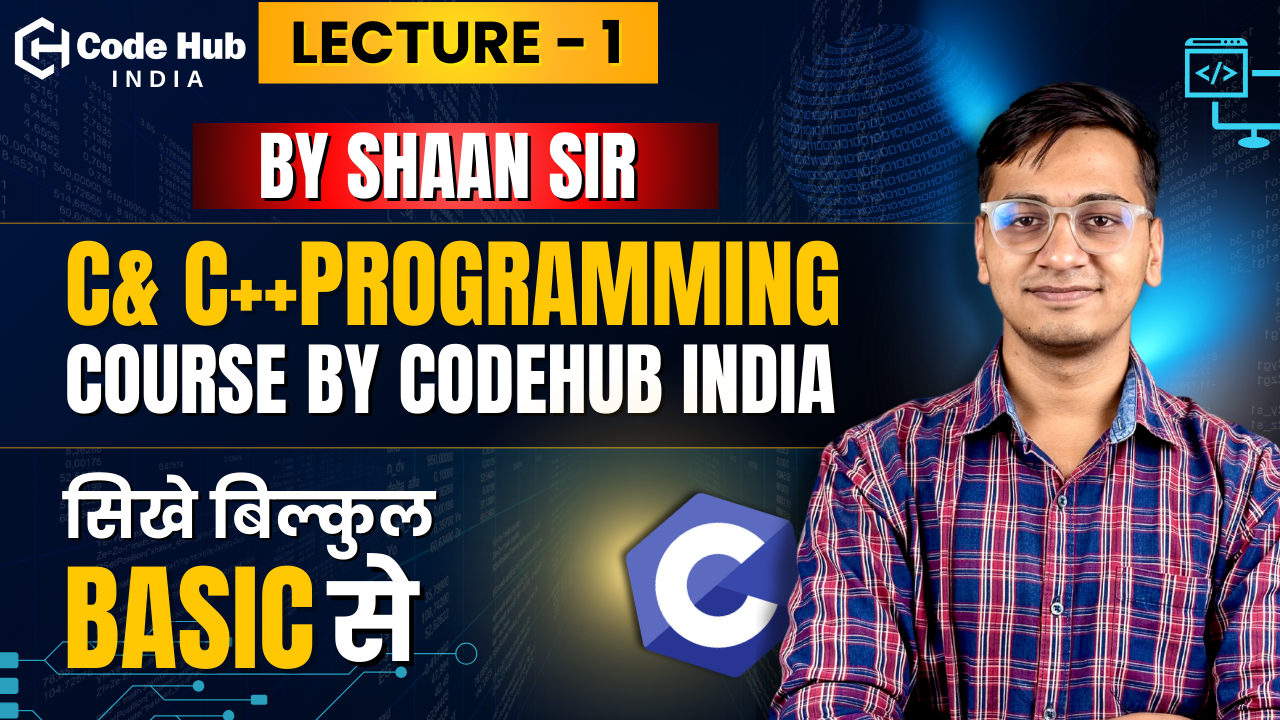 Code Hub
INDIA
LECTURE - 1
BY SHAAN SIR
C& C++PROGRAMMING
COURSE BY CODEHUB INDIA
सिखे बिल्कुल
BASIC से
C